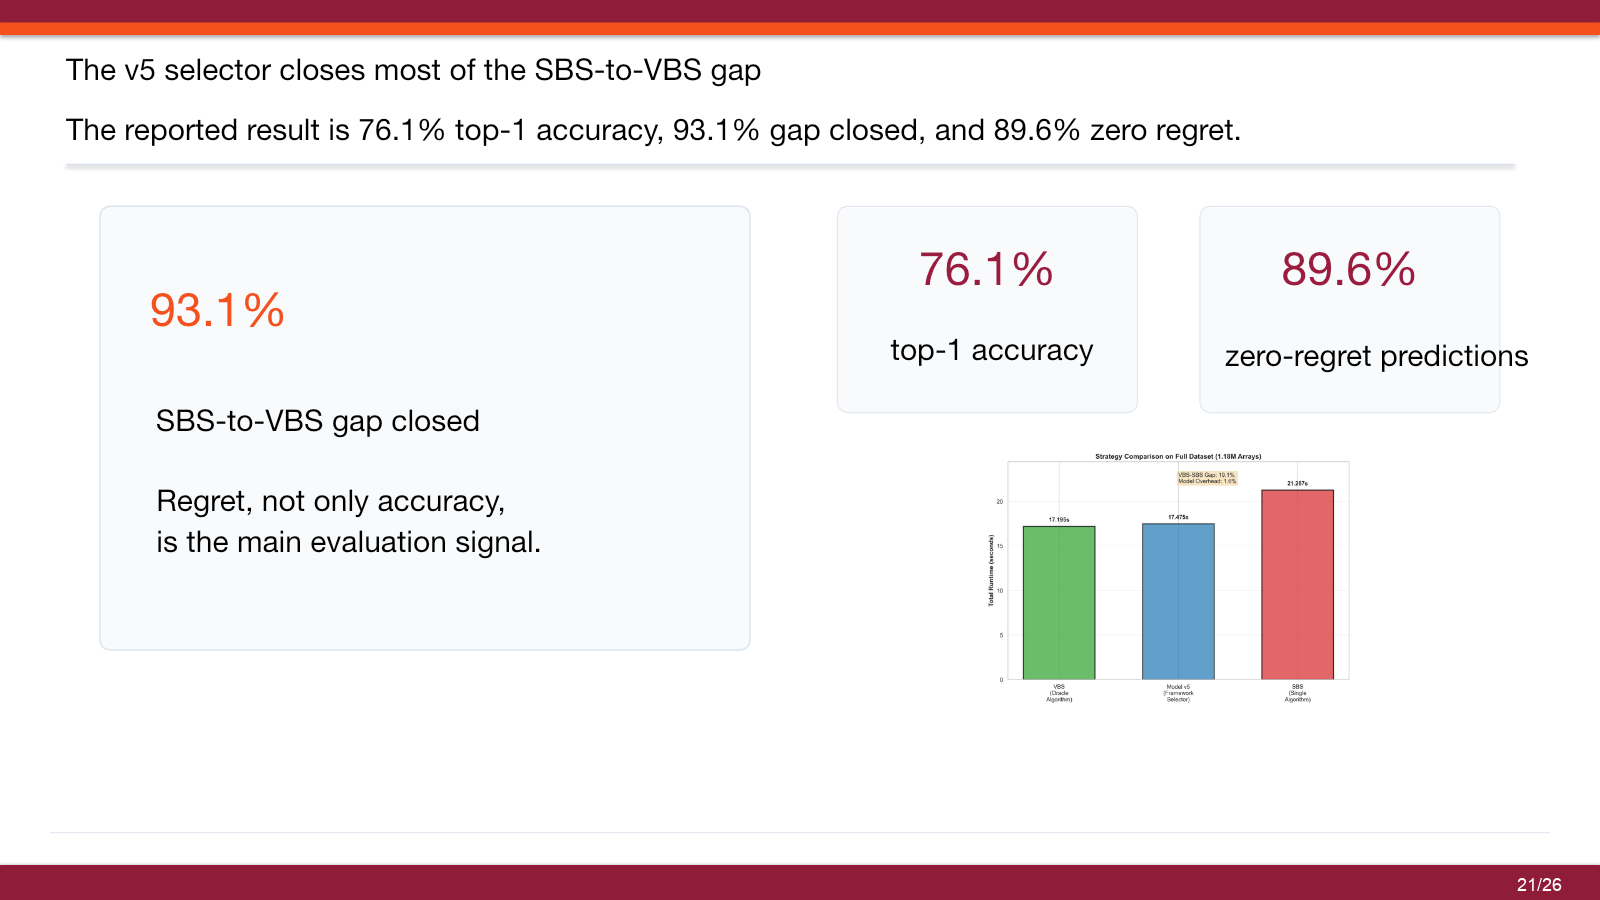 The v5 selector closes most of the SBS-to-VBS gap
The reported result is 76.1% top-1 accuracy, 93.1% gap closed, and 89.6% zero regret.
93.1%
SBS-to-VBS gap closed
Regret, not only accuracy,
is the main evaluation signal.
76.1%
top-1 accuracy
89.6%
zero-regret predictions
Strategy Comparison on Full Dataset (1.18M Arrays)
VBS-SBS Gap: 19.1%
Model Overhead: 1.6%
17.195s
17.475s
21.267s
Total Runtime (seconds)
20
15
10
5
0
VBS
(Oracle
Algorithm)
Model v5
(Framework
Selector)
SBS
(Single
Algorithm)
21/26